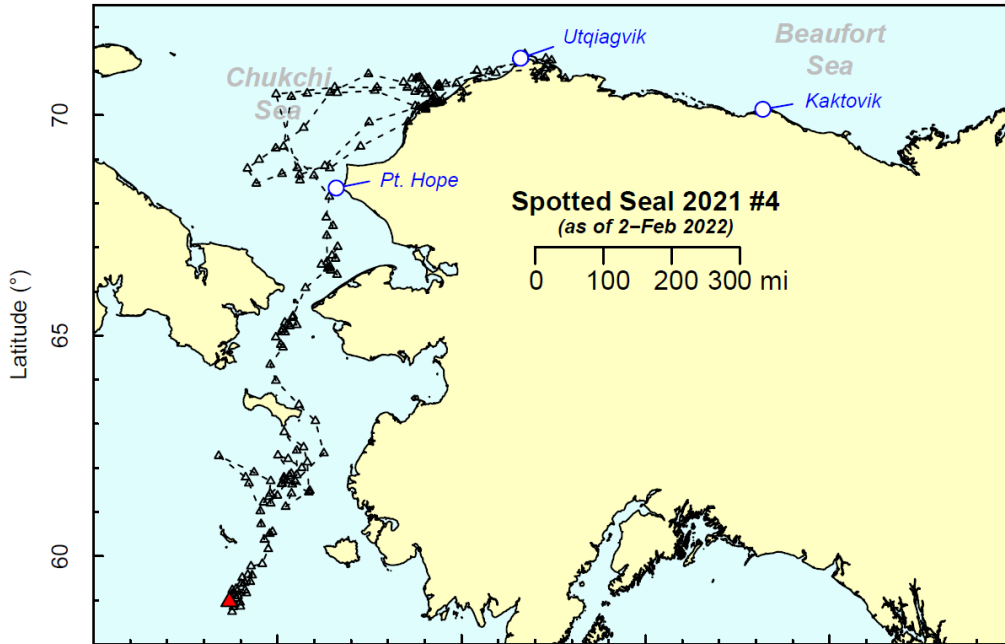 Utqiagvik
Beaufort
Sea
Chukchi
Sea
Kaktovik
Pt. Hope
Spotted Seal 2021 #4
(as of 2−Feb 2022)
0 100 200 300 mi
Latitude (°)
70
65
60